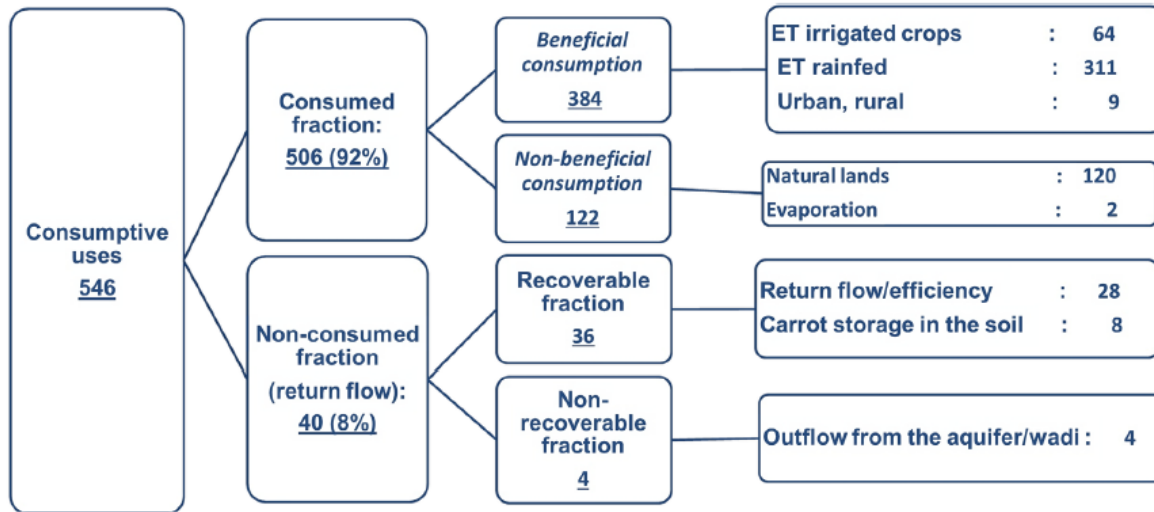 Consumptive
uses
546
Consumed
fraction:
506 (92%)
Non-consumed
fraction
(return flow):
40 (8%)
Beneficial
consumption
384
Non-beneficial
consumption
122
Recoverable
fraction
36
Non-
recoverable
fraction
4
ET irrigated crops : 64
ET rainfed : 311
Urban, rural : 9
Natural lands : 120
Evaporation : 2
Return flow/efficiency : 28
Carrot storage in the soil : 8
Outflow from the aquifer/wadi : 4